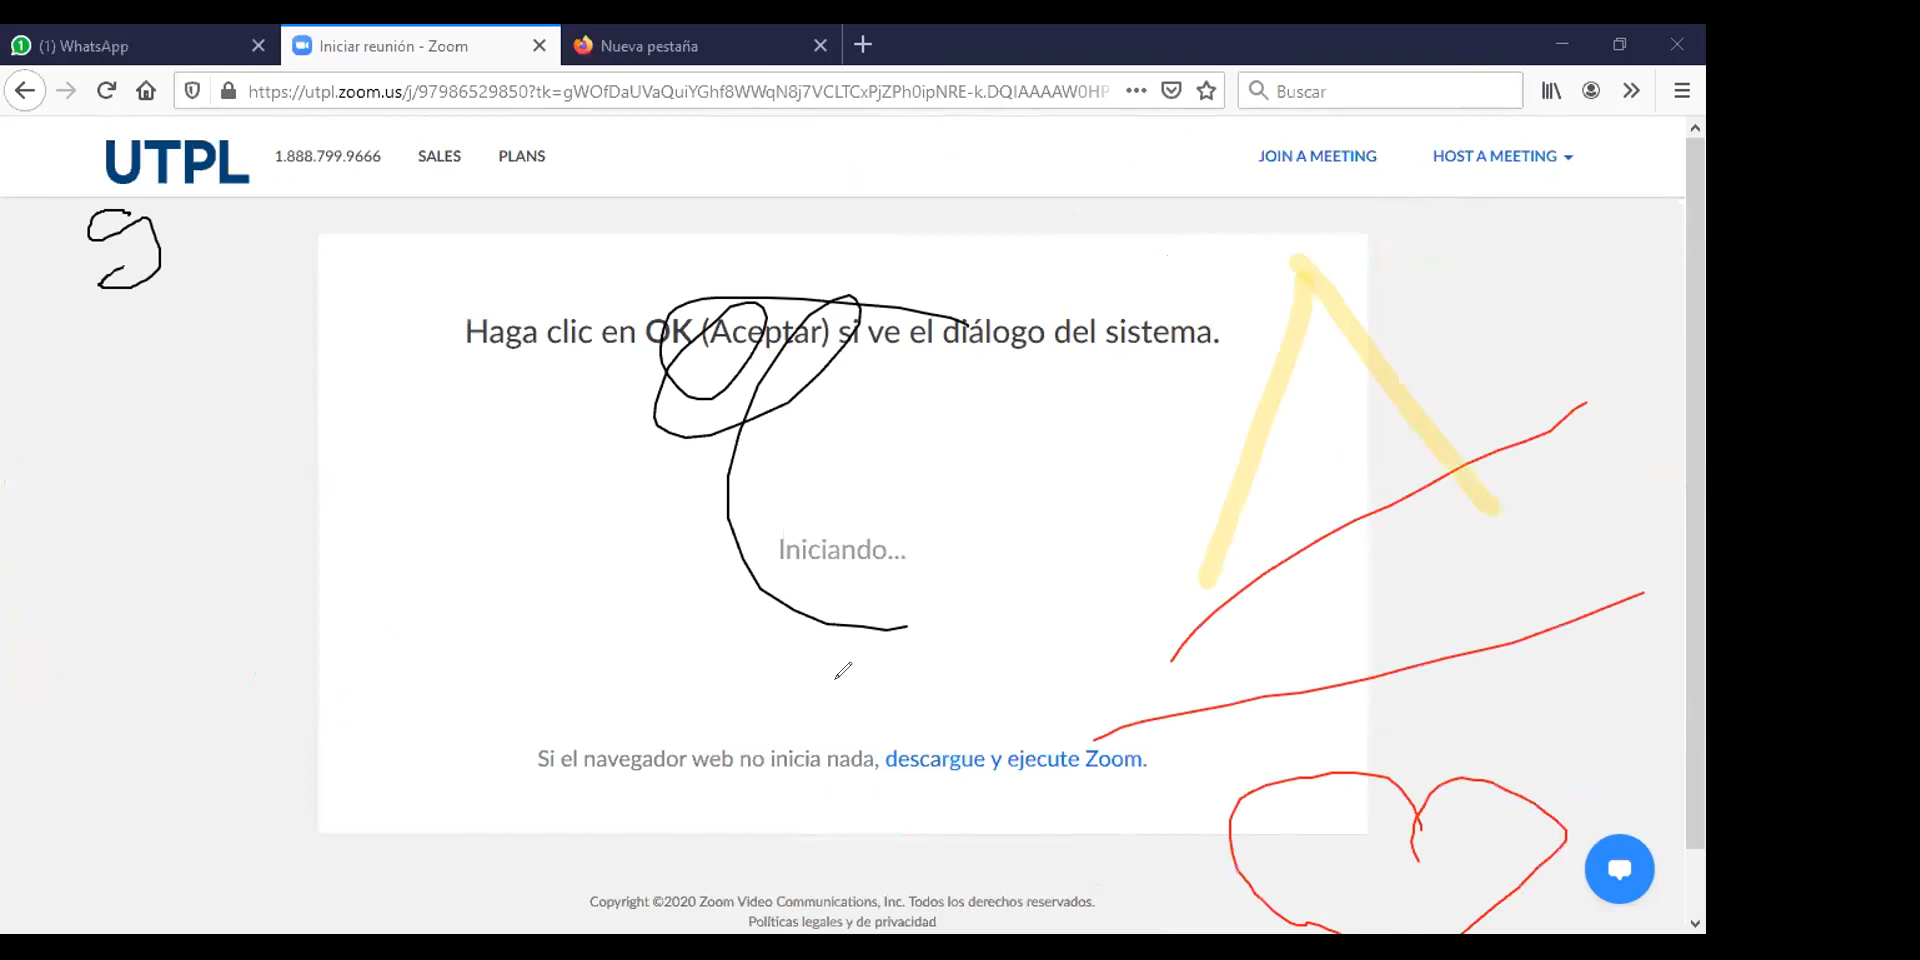 (1) WhatsApp
Iniciar reunión - Zoom
Nueva pestaña
https://utpl.zoom.us/j/97986529850?tk=gWOfDaUVaQuiYGhf8WWqN8j7VCLTCxPjZPh0ipNRE-k.DQIAAAAW0HP
Buscar
UTPL
1.888.799.9666
SALES
PLANS
JOIN A MEETING
HOST A MEETING
Haga clic en OK (Aceptar) si ve el diálogo del sistema.
Iniciando...
Si el navegador web no inicia nada, descargue y ejecute Zoom.
Copyright ©2020 Zoom Video Communications, Inc. Todos los derechos reservados.
Políticas legales y de privacidad